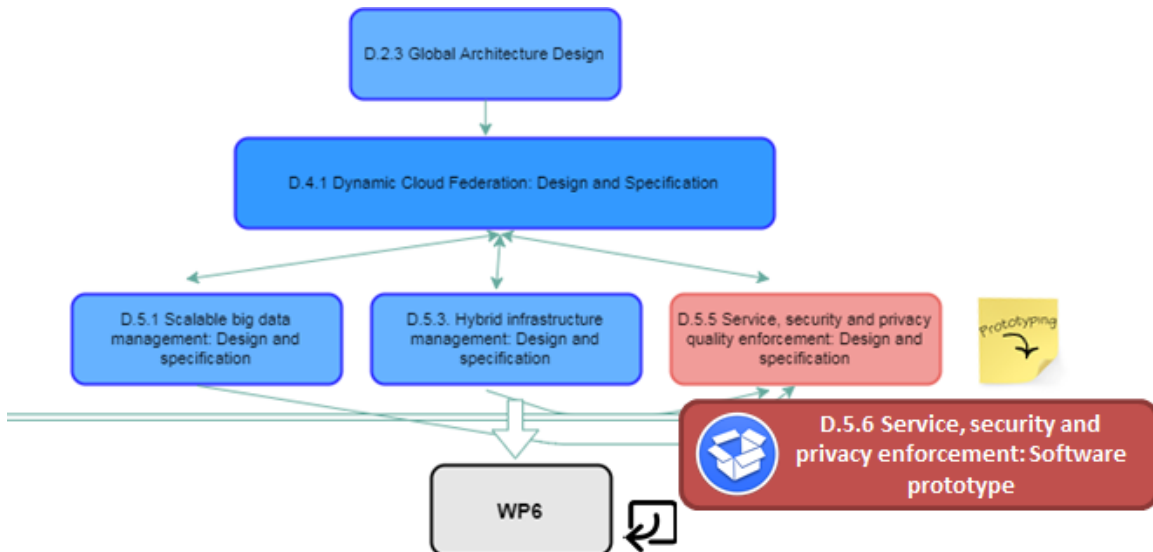 D.2.3 Global Architecture Design
D.4.1 Dynamic Cloud Federation: Design and Specification
D.5.1 Scalable big data
management: Design and
specification
D.5.3. Hybrid infrastructure
management: Design and
specification
D.5.5 Service, security and privacy
quality enforcement: Design and
specification
Prototyping
D.5.6 Service, security and
privacy enforcement: Software
prototype
WP6